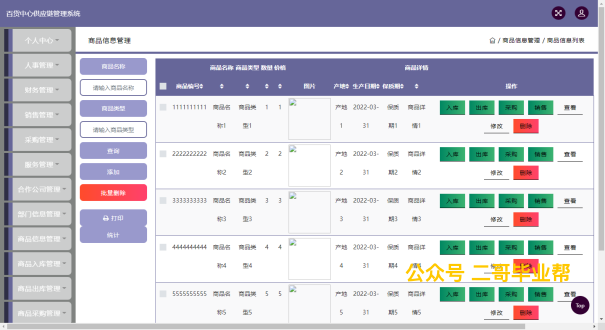 百货中心供应链管理系统
商品信息管理
/ 商品信息管理 / 商品信息列表
个人中心
人事管理
财务管理
销售管理
采购管理
服务管理
合作公司管理
部门信息管理
商品信息管理
商品入库管理
商品出库管理
商品采购管理
商品名称
请输入商品名称
商品类型
请输入商品类型
查询
添加
批量删除
打印
统计
商品名称 商品类型 数量 价格 商品详情
商品编号 图片 产地 生产日期 保质期 操作
1111111111 商品名称1 商品类型1 1 1 产地1 2022-03-31 保质期1 商品详情1 入库 出库 采购 销售 查看
修改 删除
2222222222 商品名称2 商品类型2 2 2 产地2 2022-03-31 保质期2 商品详情2 入库 出库 采购 销售 查看
修改 删除
3333333333 商品名称3 商品类型3 3 3 产地3 2022-03-31 保质期3 商品详情3 入库 出库 采购 销售 查看
修改 删除
4444444444 商品名称4 商品类型4 4 4 产地4 2022-03-31 保质期4 商品详情4 入库 出库 采购 销售 查看
修改 删除
5555555555 商品名称5 商品类型5 5 5 产地5 2022-03-31 保质期5 商品详情5 入库 出库 采购 销售 查看
修改 删除
公众号 二哥毕业帮
Top